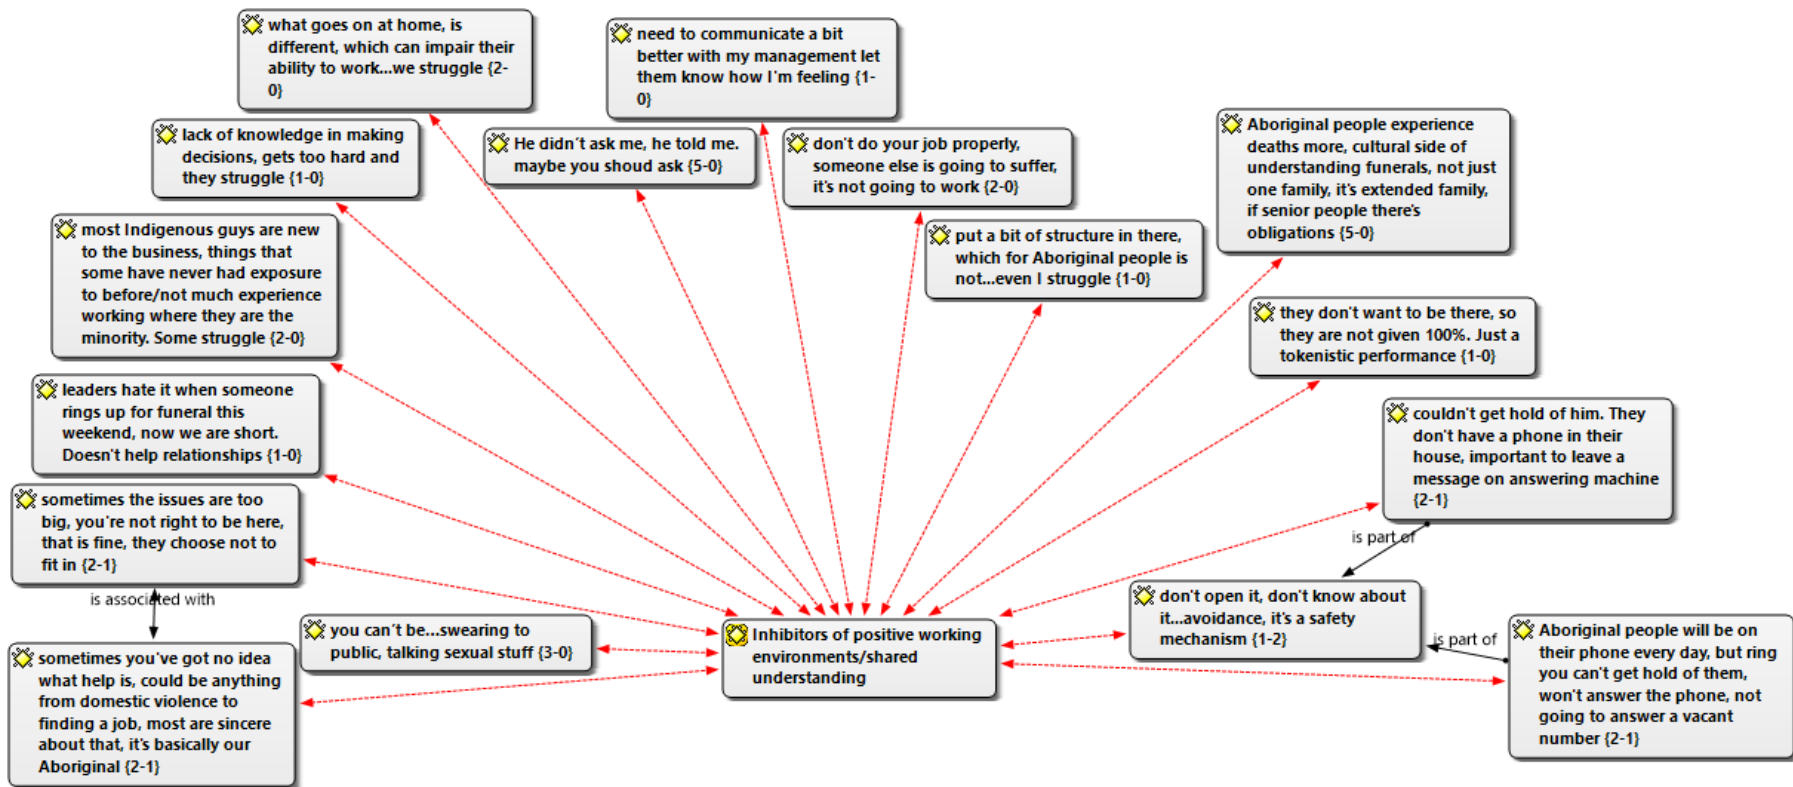 what goes on at home, is
different, which can impair their
ability to work...we struggle {2-
0}
need to communicate a bit
better with my management let
them know how I'm feeling {1-
0}
lack of knowledge in making
decisions, gets too hard and
they struggle {1-0}
He didn't ask me, he told me.
maybe you shoud ask {5-0}
don't do your job properly,
someone else is going to suffer,
it's not going to work {2-0}
Aboriginal people experience
deaths more, cultural side of
understanding funerals, not just
one family, it's extended family,
if senior people there's
obligations {5-0}
most Indigenous guys are new
to the business, things that
some have never had exposure
to before/not much experience
working where they are the
minority. Some struggle {2-0}
put a bit of structure in there,
which for Aboriginal people is
not...even I struggle {1-0}
they don't want to be there, so
they are not given 100%. Just a
tokenistic performance {1-0}
leaders hate it when someone
rings up for funeral this
weekend, now we are short.
Doesn't help relationships {1-0}
couldn't get hold of him. They
don't have a phone in their
house, important to leave a
message on answering machine
{2-1}
sometimes the issues are too
big, you're not right to be here,
that is fine, they choose not to
fit in {2-1}
is part of
is associated with
don't open it, don't know about
it...avoidance, it's a safety
mechanism {1-2}
you can't be...swearing to
public, talking sexual stuff {3-0}
Inhibitors of positive working
environments/shared
understanding
is part of
Aboriginal people will be on
their phone every day, but ring
you can't get hold of them,
won't answer the phone, not
going to answer a vacant
number {2-1}
sometimes you've got no idea
what help is, could be anything
from domestic violence to
finding a job, most are sincere
about that, it's basically our
Aboriginal {2-1}